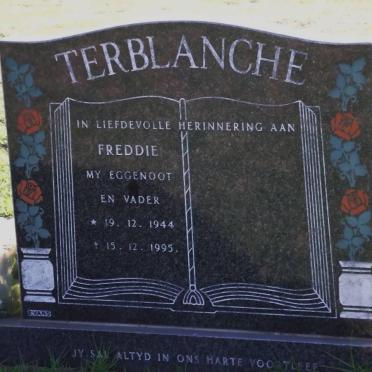 TERBLANCHE
IN LIEFDEVOLLE HERINNERING AAN
FREDDIE
MY EGGENOOT
EN VADER
* 19. 12. 1944
† 15. 12. 1995.
JY SAL ALTYD IN ONS HARTE